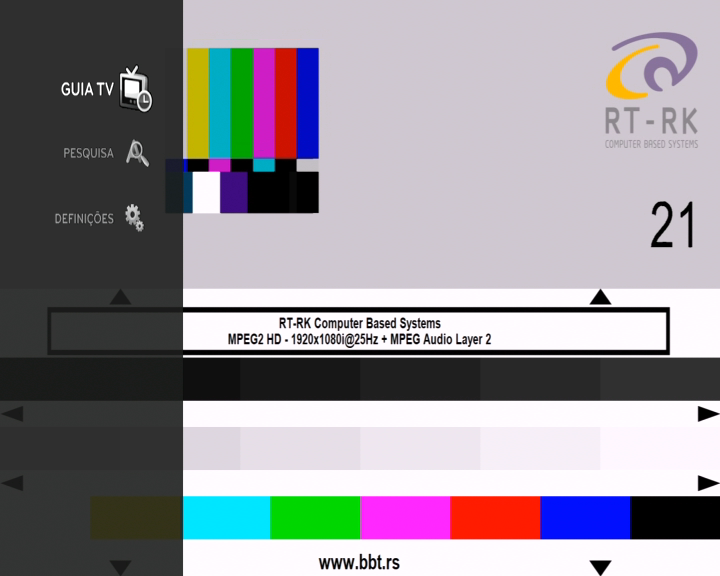 GUIA TV
PESQUISA
DEFINIÇÕES
RT-RK
COMPUTER BASED SYSTEMS
21
RT-RK Computer Based Systems
MPEG2 HD - 1920x1080i@25Hz + MPEG Audio Layer 2
www.bbt.rs